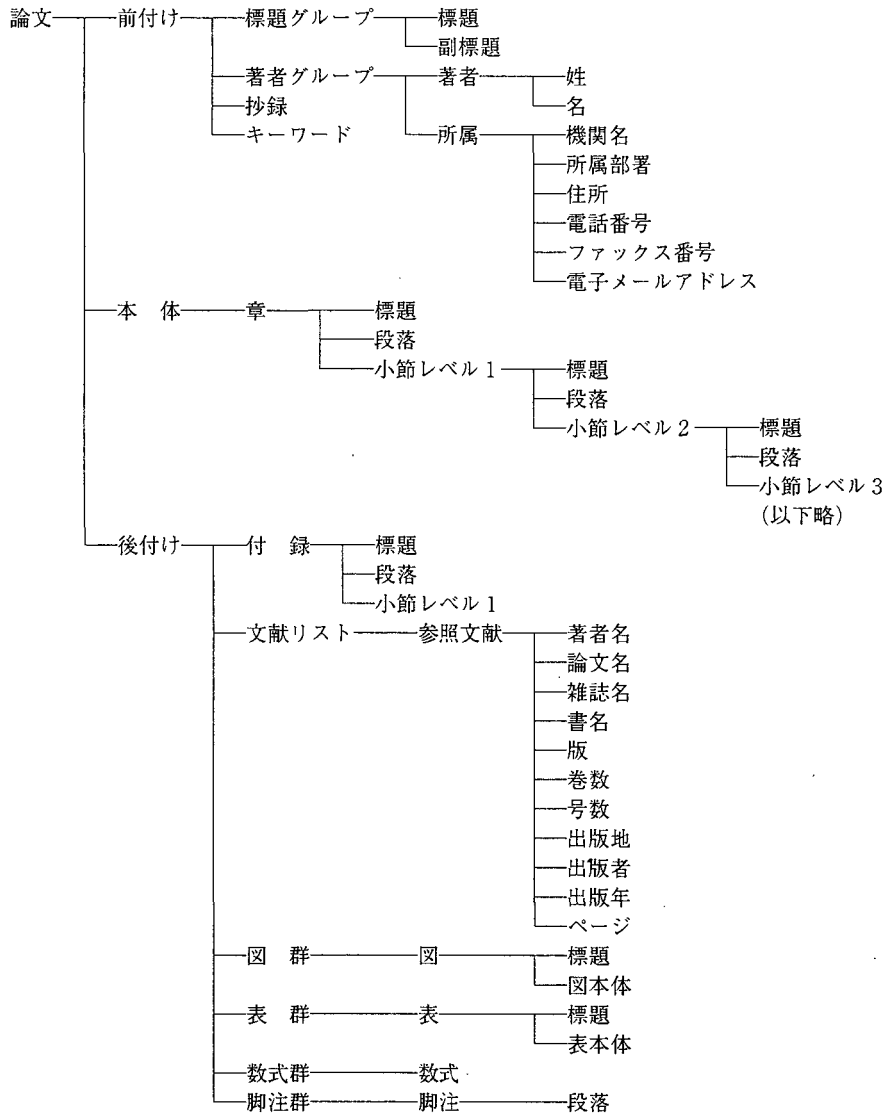 論文 前付け 標題グループ 標題
副標題
著者グループ 著者 姓
抄録 名
キーワード 所属 機関名
所属部署
住所
電話番号
ファックス番号
電子メールアドレス
本 体 章 標題
段落
小節レベル1 標題
段落
小節レベル2 標題
段落
小節レベル3
(以下略)
後付け 付 録 標題
段落
小節レベル1
文献リスト 参照文献 著者名
論文名
雑誌名
書名
版
巻数
号数
出版地
出版者
出版年
ページ
図 群 図 標題
図本体
表 群 表 標題
表本体
数式群 数式
脚注群 脚注 段落